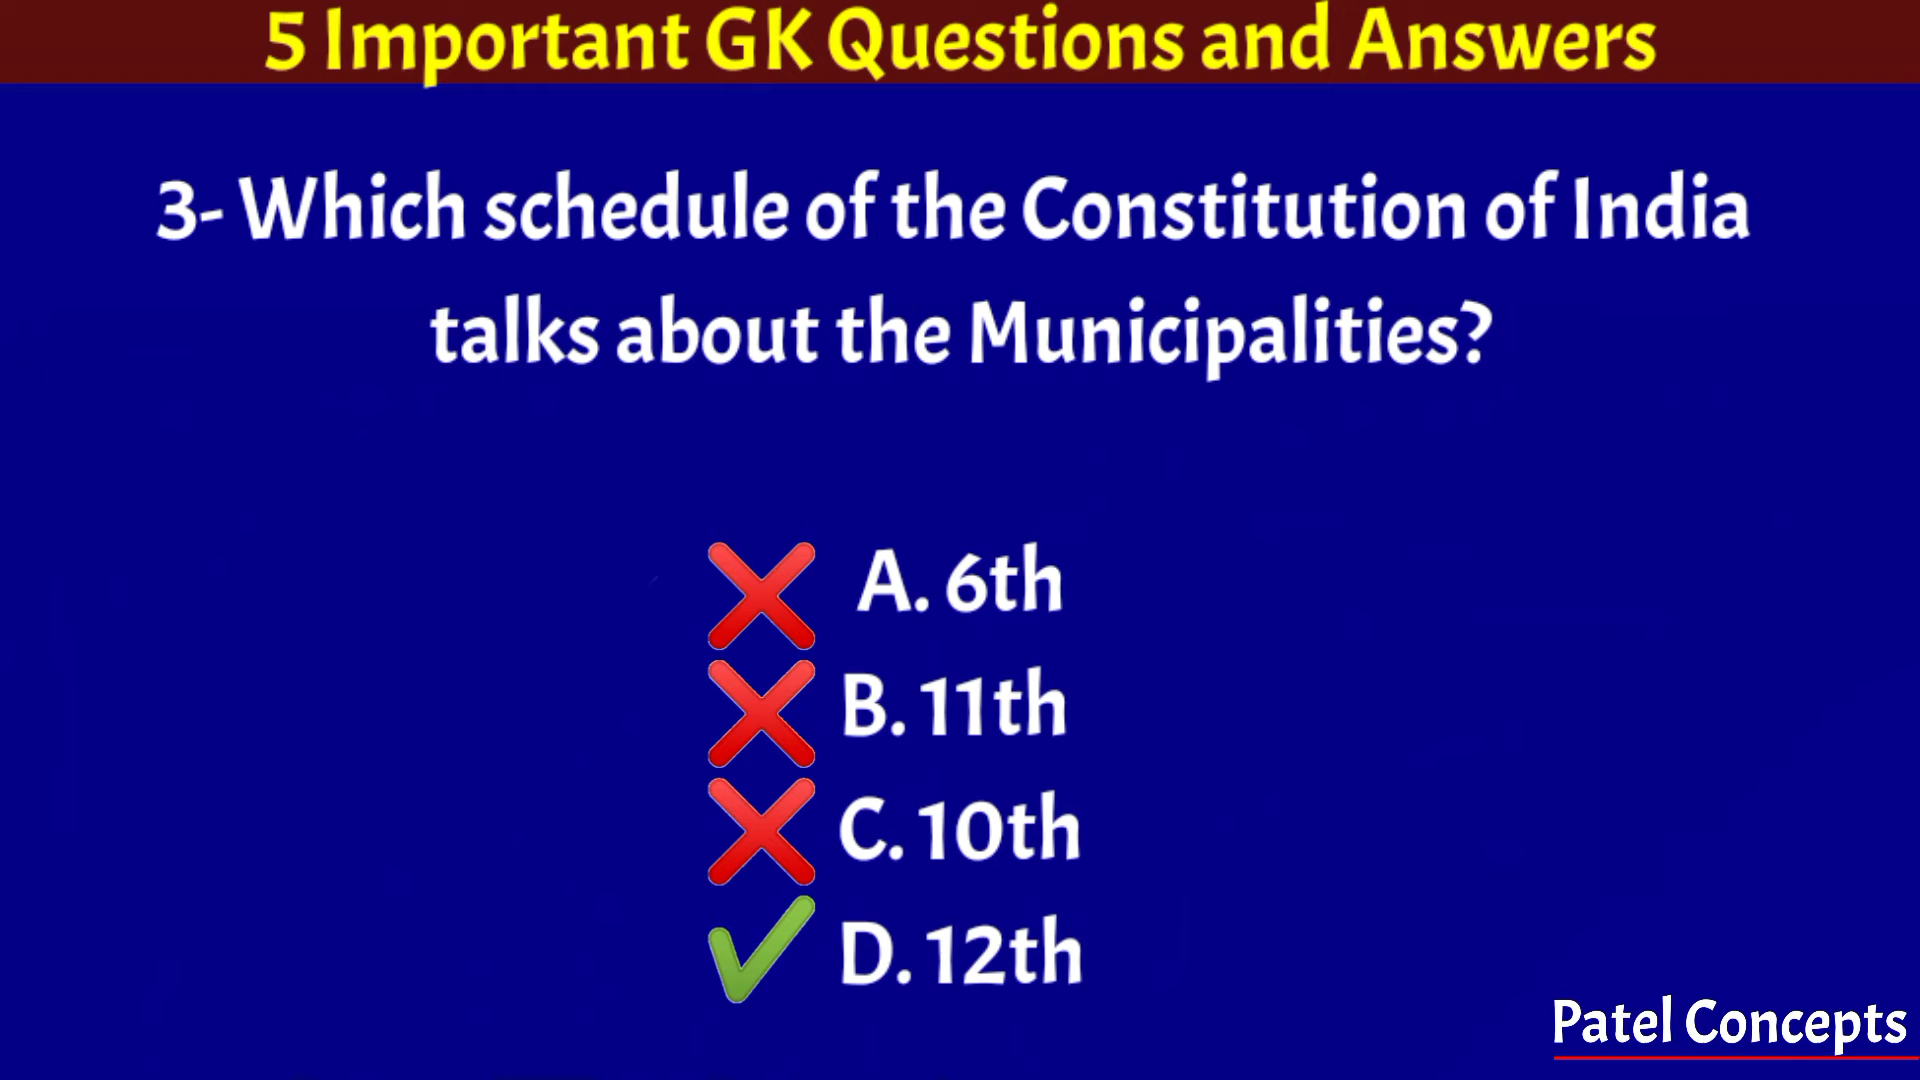 5 Important GK Questions and Answers
3- Which schedule of the Constitution of India
talks about the Municipalities?
A. 6th
B. 11th
C. 10th
D. 12th
Patel Concepts